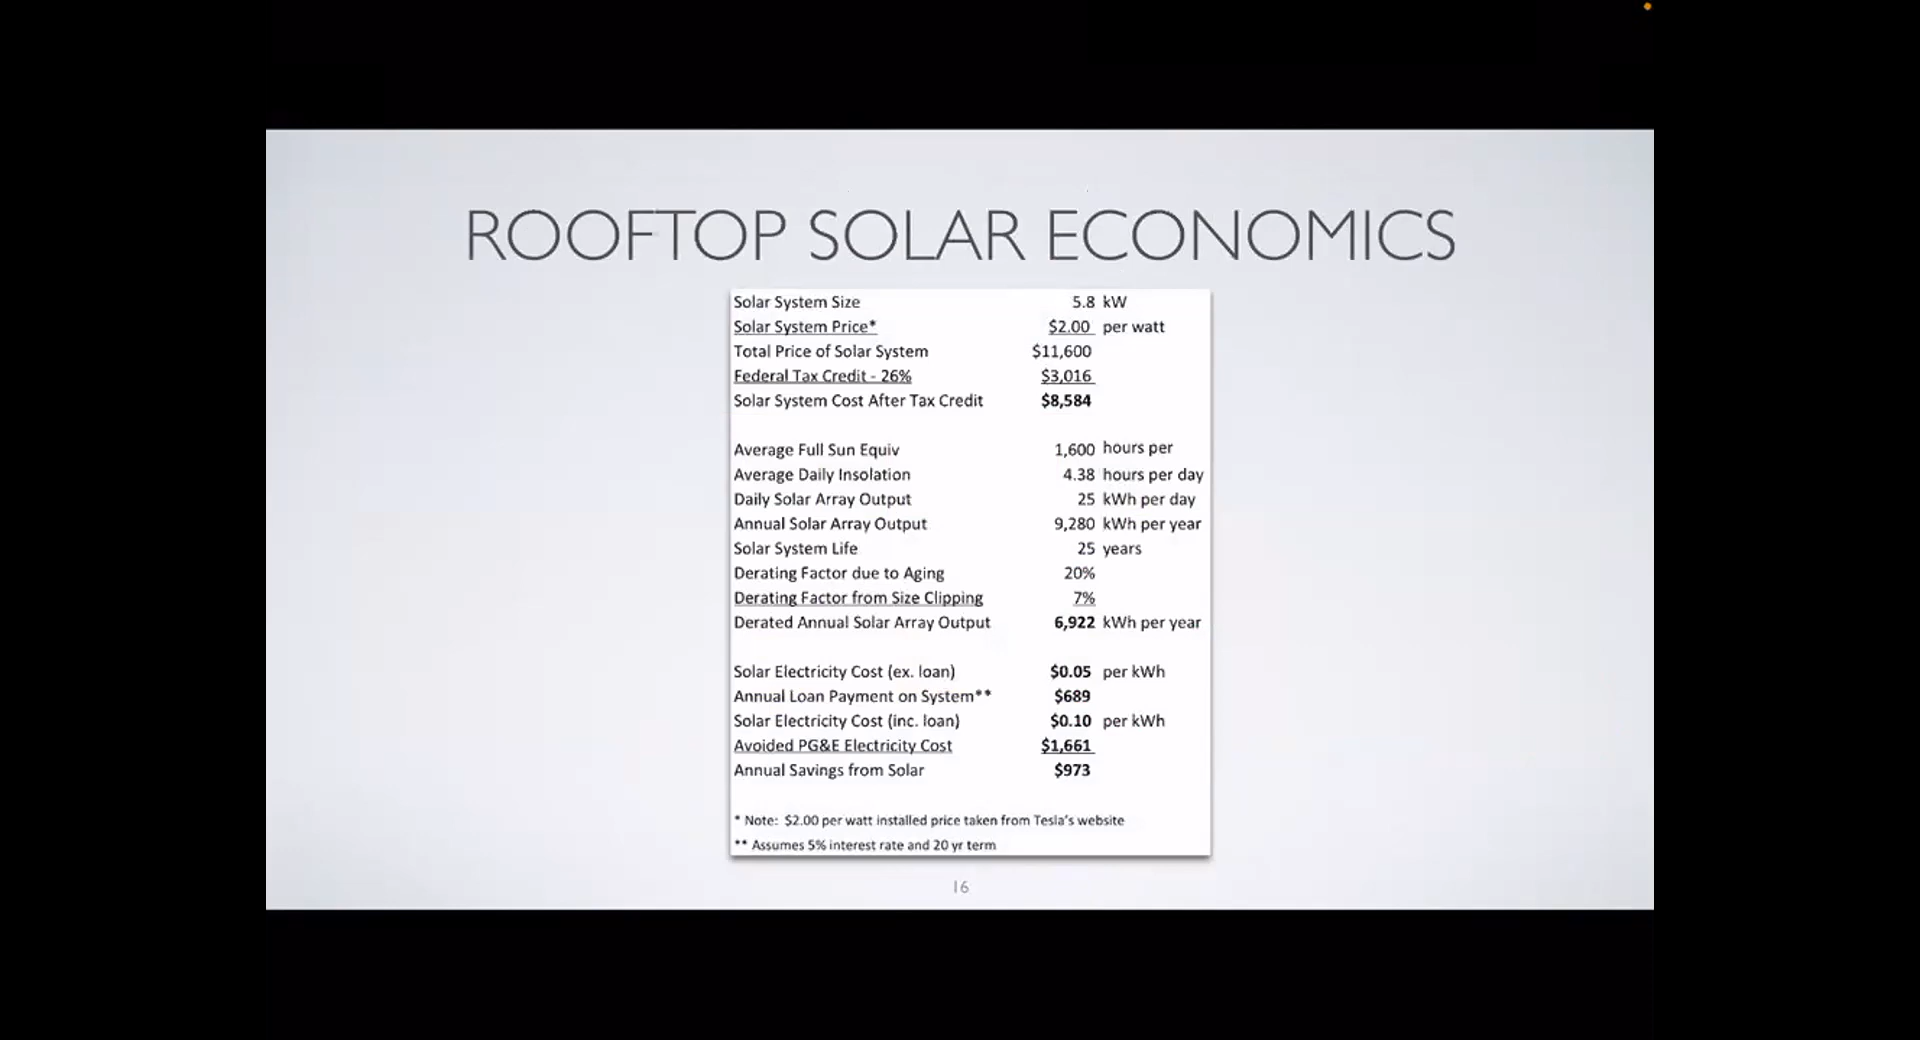 ROOFTOP SOLAR ECONOMICS
Solar System Size 5.8 kW
Solar System Price* $2.00 per watt
Total Price of Solar System $11,600
Federal Tax Credit - 26% $3,016
Solar System Cost After Tax Credit $8,584
Average Full Sun Equiv 1,600 hours per
Average Daily Insolation 4.38 hours per day
Daily Solar Array Output 25 kWh per day
Annual Solar Array Output 9,280 kWh per year
Solar System Life 25 years
Derating Factor due to Aging 20%
Derating Factor from Size Clipping 7%
Derated Annual Solar Array Output 6,922 kWh per year
Solar Electricity Cost (ex. loan) $0.05 per kWh
Annual Loan Payment on System** $689
Solar Electricity Cost (inc. loan) $0.10 per kWh
Avoided PG&E Electricity Cost $1,661
Annual Savings from Solar $973
* Note: $2.00 per watt installed price taken from Tesla's website
** Assumes 5% interest rate and 20 yr term
16